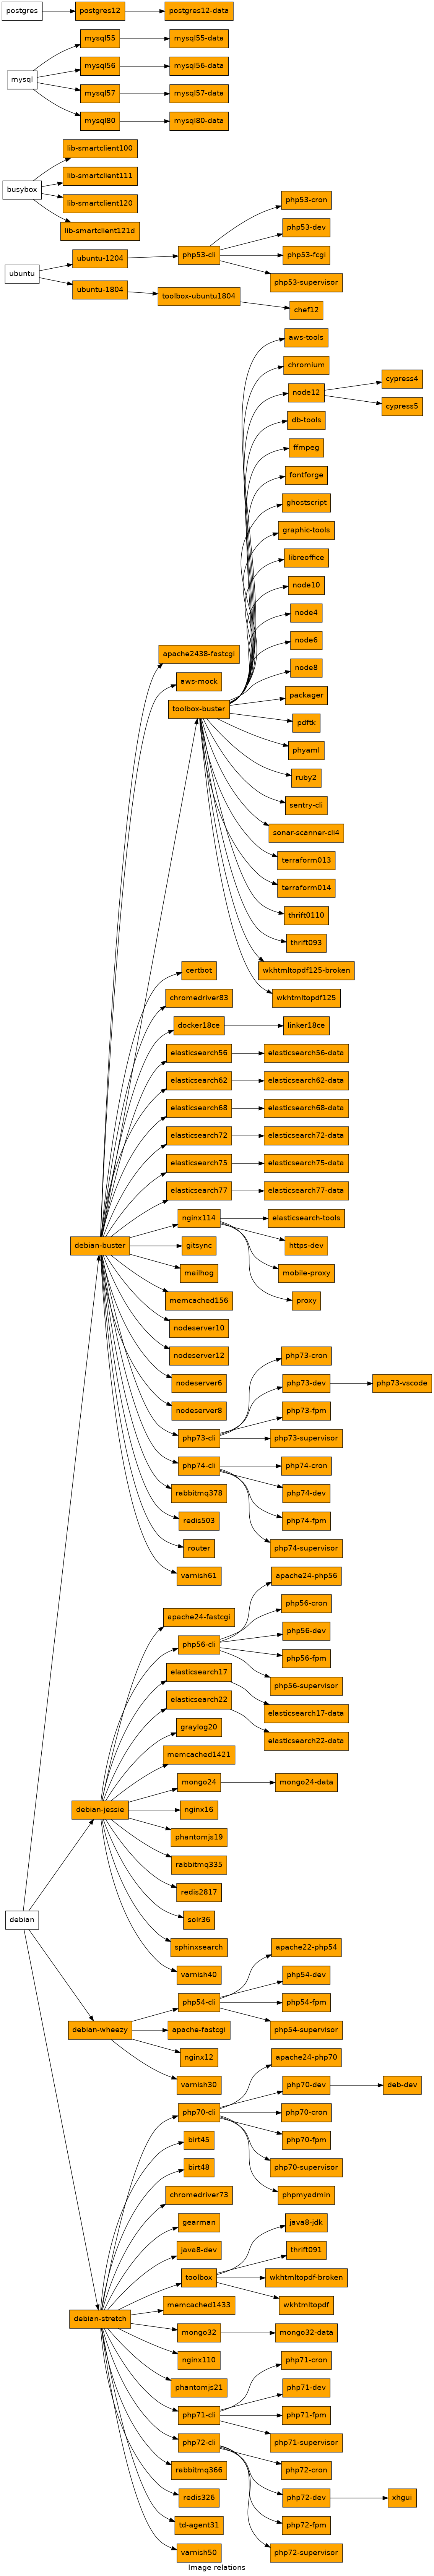 postgres
postgres12
postgres12-data
mysql55
mysql55-data
mysql56
mysql56-data
mysql
mysql57
mysql57-data
mysql80
mysql80-data
lib-smartclient100
lib-smartclient111
busybox
lib-smartclient120
php53-cron
lib-smartclient121d
php53-dev
ubuntu-1204
php53-cli
php53-fcgi
ubuntu
php53-supervisor
ubuntu-1804
toolbox-ubuntu1804
chef12
aws-tools
chromium
cypress4
node12
cypress5
db-tools
ffmpeg
fontforge
ghostscript
graphic-tools
libreoffice
node10
node4
node6
apache2438-fastcgi
node8
aws-mock
packager
toolbox-buster
pdftk
phyaml
ruby2
sentry-cli
sonar-scanner-cli4
terraform013
terraform014
thrift0110
thrift093
certbot
wkhtmltopdf125-broken
chromedriver83
wkhtmltopdf125
docker18ce
linker18ce
elasticsearch56
elasticsearch56-data
elasticsearch62
elasticsearch62-data
elasticsearch68
elasticsearch68-data
elasticsearch72
elasticsearch72-data
elasticsearch75
elasticsearch75-data
elasticsearch77
elasticsearch77-data
nginx114
elasticsearch-tools
debian-buster
gitsync
https-dev
mailhog
mobile-proxy
memcached156
proxy
nodeserver10
nodeserver12
php73-cron
nodeserver6
php73-dev
php73-vscode
nodeserver8
php73-fpm
php73-cli
php73-supervisor
php74-cli
php74-cron
rabbitmq378
php74-dev
redis503
php74-fpm
router
php74-supervisor
varnish61
apache24-php56
php56-cron
apache24-fastcgi
php56-dev
php56-cli
php56-fpm
elasticsearch17
php56-supervisor
elasticsearch22
elasticsearch17-data
graylog20
elasticsearch22-data
memcached1421
mongo24
mongo24-data
debian-jessie
nginx16
phantomjs19
rabbitmq335
redis2817
debian
solr36
sphinxsearch
apache22-php54
varnish40
php54-dev
php54-cli
php54-fpm
debian-wheezy
apache-fastcgi
php54-supervisor
nginx12
apache24-php70
varnish30
php70-dev
deb-dev
php70-cli
php70-cron
birt45
php70-fpm
birt48
php70-supervisor
chromedriver73
phpmyadmin
gearman
java8-jdk
java8-dev
thrift091
toolbox
wkhtmltopdf-broken
memcached1433
wkhtmltopdf
debian-stretch
mongo32
mongo32-data
nginx110
php71-cron
phantomjs21
php71-dev
php71-cli
php71-fpm
php72-cli
php71-supervisor
rabbitmq366
php72-cron
redis326
php72-dev
xhgui
td-agent31
php72-fpm
varnish50
php72-supervisor
Image relations